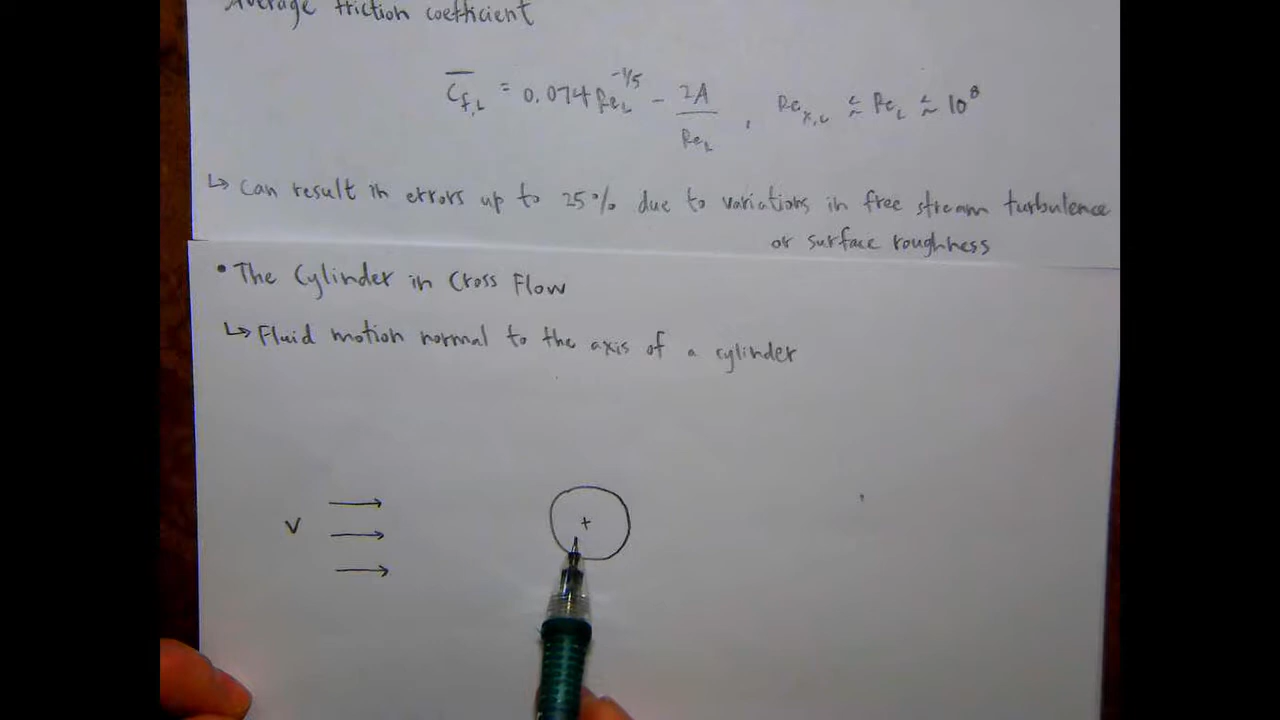 Average friction coefficient
C̅f,L = 0.074 ReL^-1/5 - 2A/ReL , Rex,c ≲ ReL ≲ 10^8
↳ Can result in errors up to 25% due to variations in free stream turbulence
or surface roughness
• The Cylinder in Cross Flow
↳ Fluid motion normal to the axis of a cylinder
V